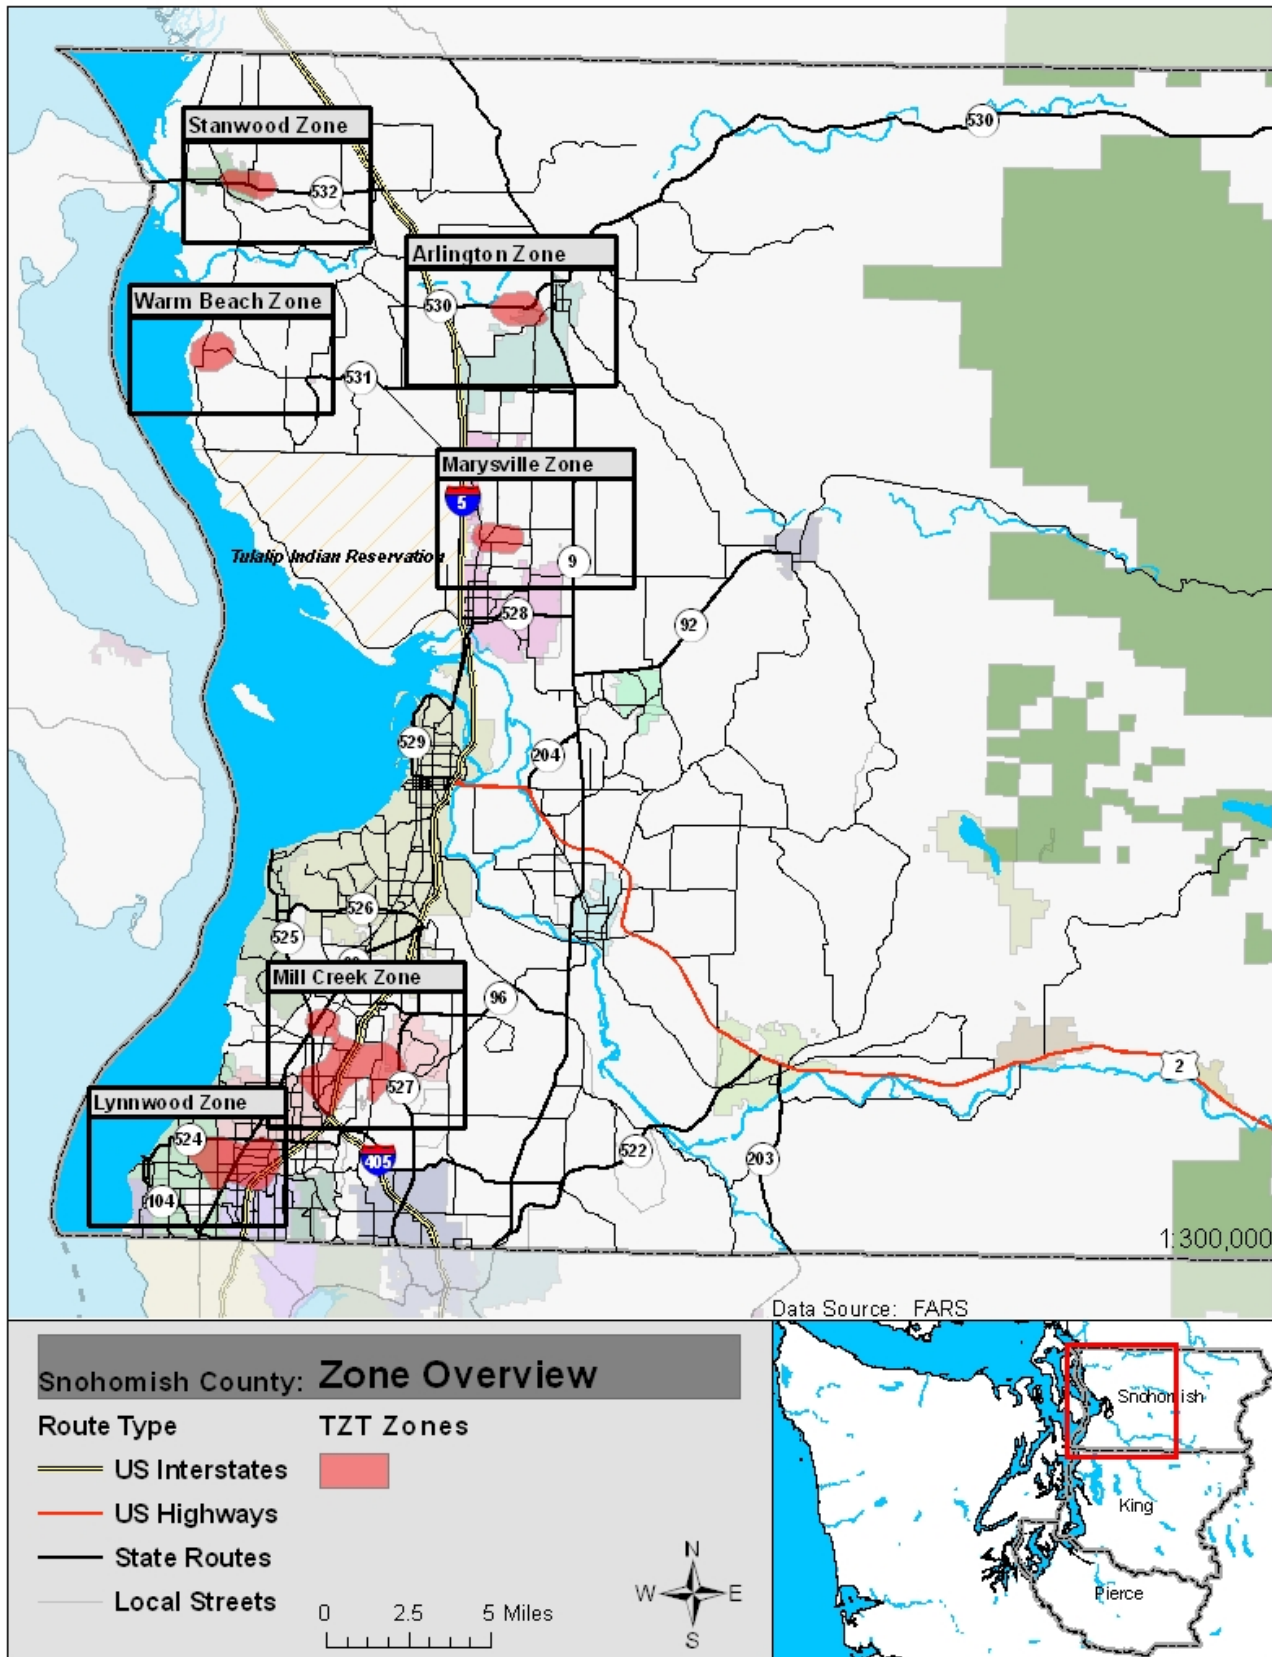 530
Stanwood Zone
532
Arlington Zone
530
Warm Beach Zone
531
Marysville Zone
5
Tulalip Indian Reservation
9
528
92
529
204
526
525
Mill Creek Zone
96
527
2
Lynnwood Zone
524
405
522
203
104
1:300,000
Data Source: FARS
Snohomish County: Zone Overview
Route Type
TZT Zones
US Interstates
US Highways
State Routes
Local Streets
0 2.5 5 Miles
N
W E
S
Snohomish
King
Pierce